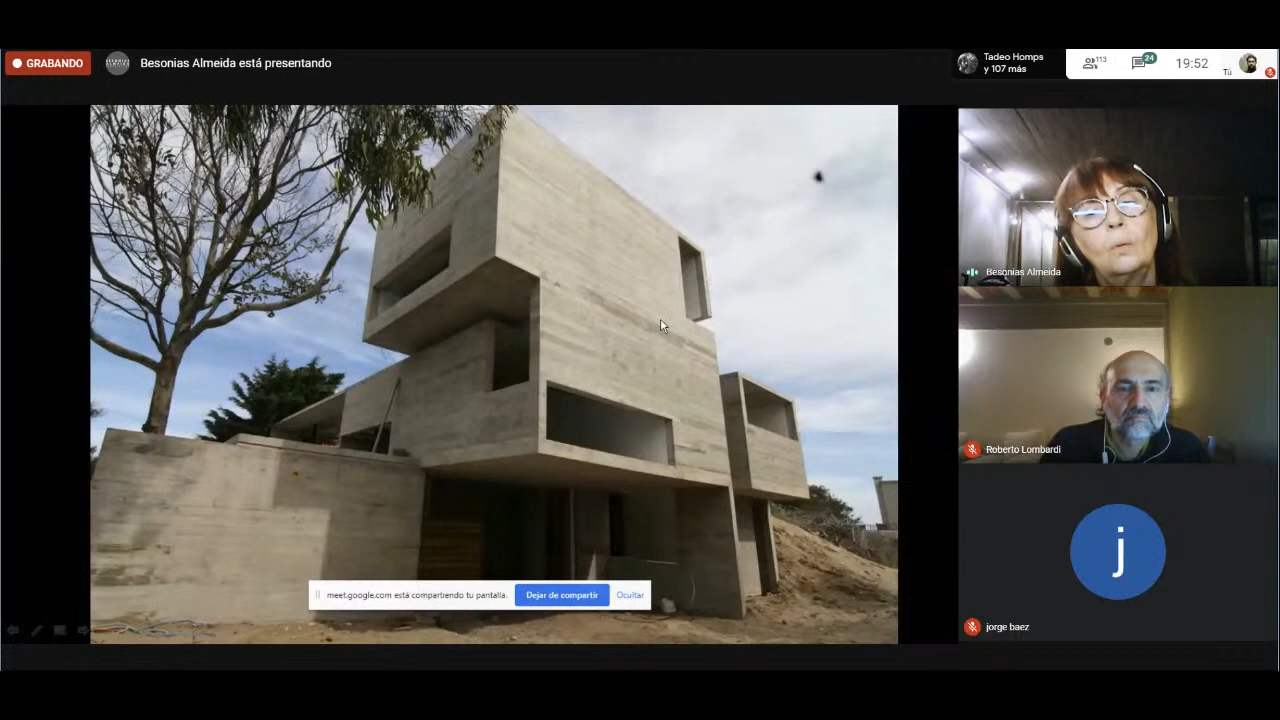 GRABANDO
Besonias Almeida está presentando
Tadeo Homps
y 107 más
113
24
19:52
Tú
Besonias Almeida
Roberto Lombardi
j
jorge baez
meet.google.com está compartiendo tu pantalla.
Dejar de compartir
Ocultar